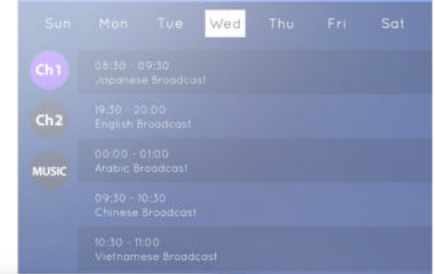 Sun Mon Tue Wed Thu Fri Sat
Ch1
08:30 - 09:30
Japanese Broadcast
Ch2
19:30 - 20:00
English Broadcast
MUSIC
00:00 - 01:00
Arabic Broadcast
09:30 - 10:30
Chinese Broadcast
10:30 - 11:00
Vietnamese Broadcast